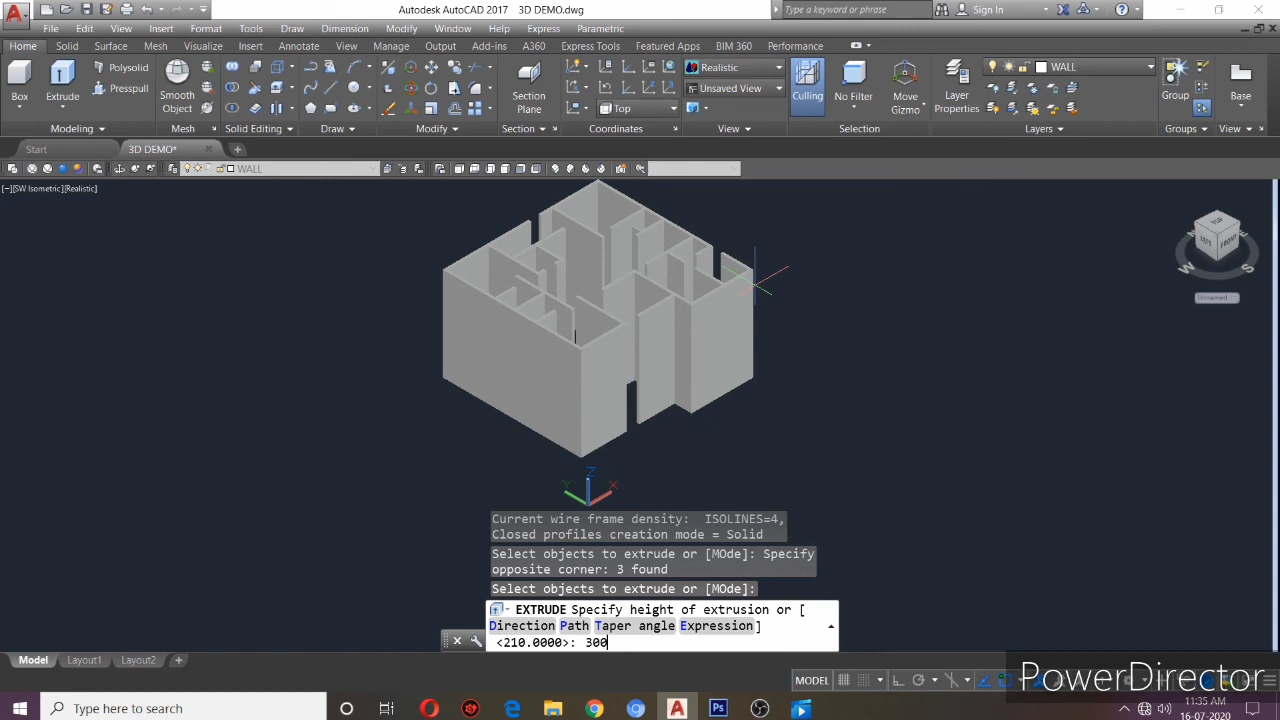 Autodesk AutoCAD 2017 3D DEMO.dwg
Type a keyword or phrase
Sign In
File Edit View Insert Format Tools Draw Dimension Modify Window Help Express Parametric
Home Solid Surface Mesh Visualize Insert Annotate View Manage Output Add-ins A360 Express Tools Featured Apps BIM 360 Performance
Box
Extrude
Polysolid
Presspull
Smooth Object
Section Plane
Top
Realistic
Unsaved View
Culling
No Filter
Move Gizmo
Layer Properties
WALL
Group
Base
Modeling Mesh Solid Editing Draw Modify Section Coordinates View Selection Layers Groups View
Start 3D DEMO*
WALL
[−][SW Isometric][Realistic]
TOP
LEFT FRONT
W S
Unnamed
Z
Y X
Current wire frame density: ISOLINES=4,
Closed profiles creation mode = Solid
Select objects to extrude or [MOde]: Specify
opposite corner: 3 found
Select objects to extrude or [MOde]:
EXTRUDE Specify height of extrusion or [
Direction Path Taper angle Expression]
<210.0000>: 300
Model Layout1 Layout2
MODEL
PowerDirector
Type here to search
11:35 AM
16-07-2020